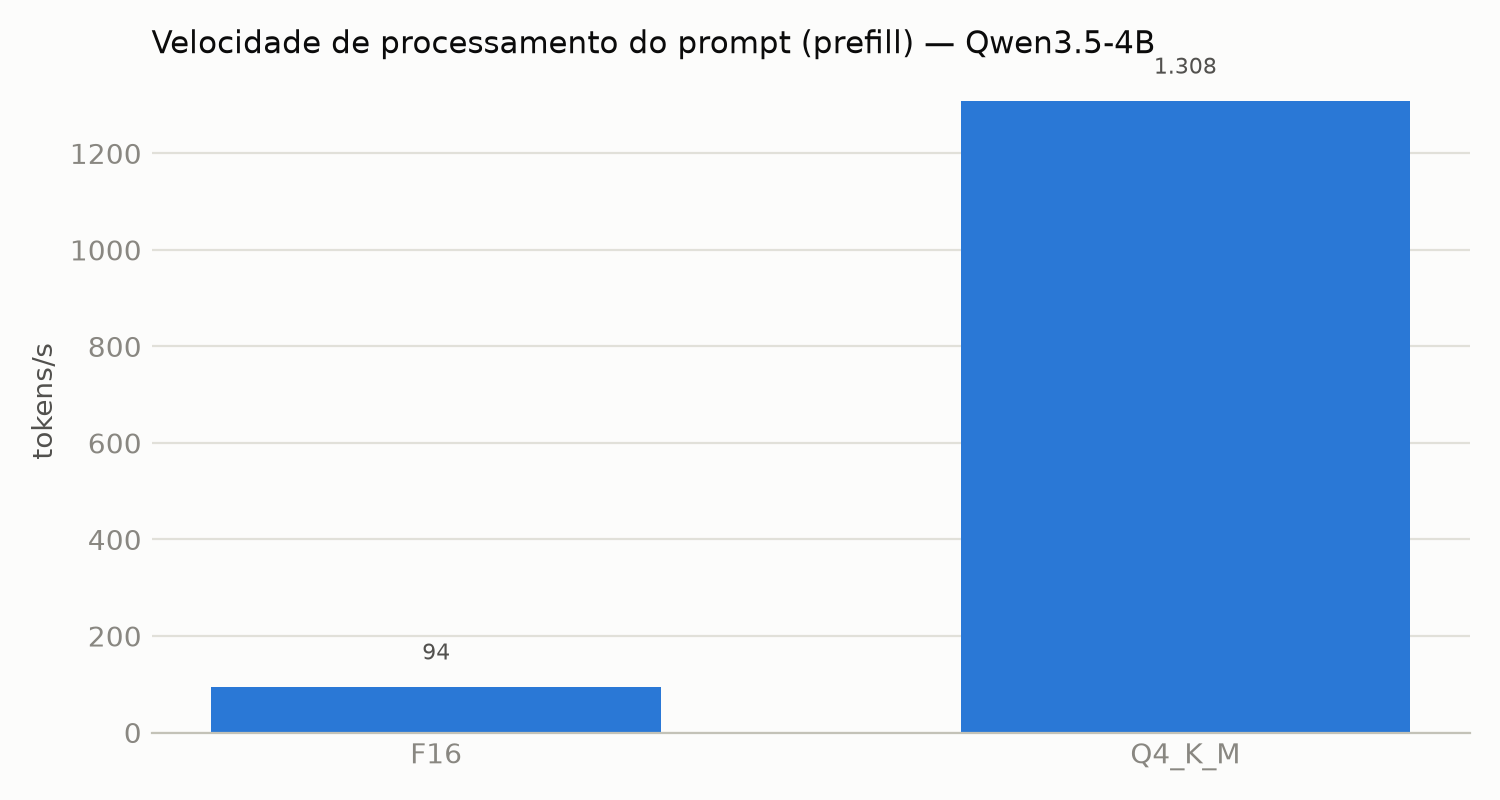 Velocidade de processamento do prompt (prefill) — Qwen3.5-4B
1.308
1200
1000
800
600
400
200
0
tokens/s
94
F16
Q4_K_M